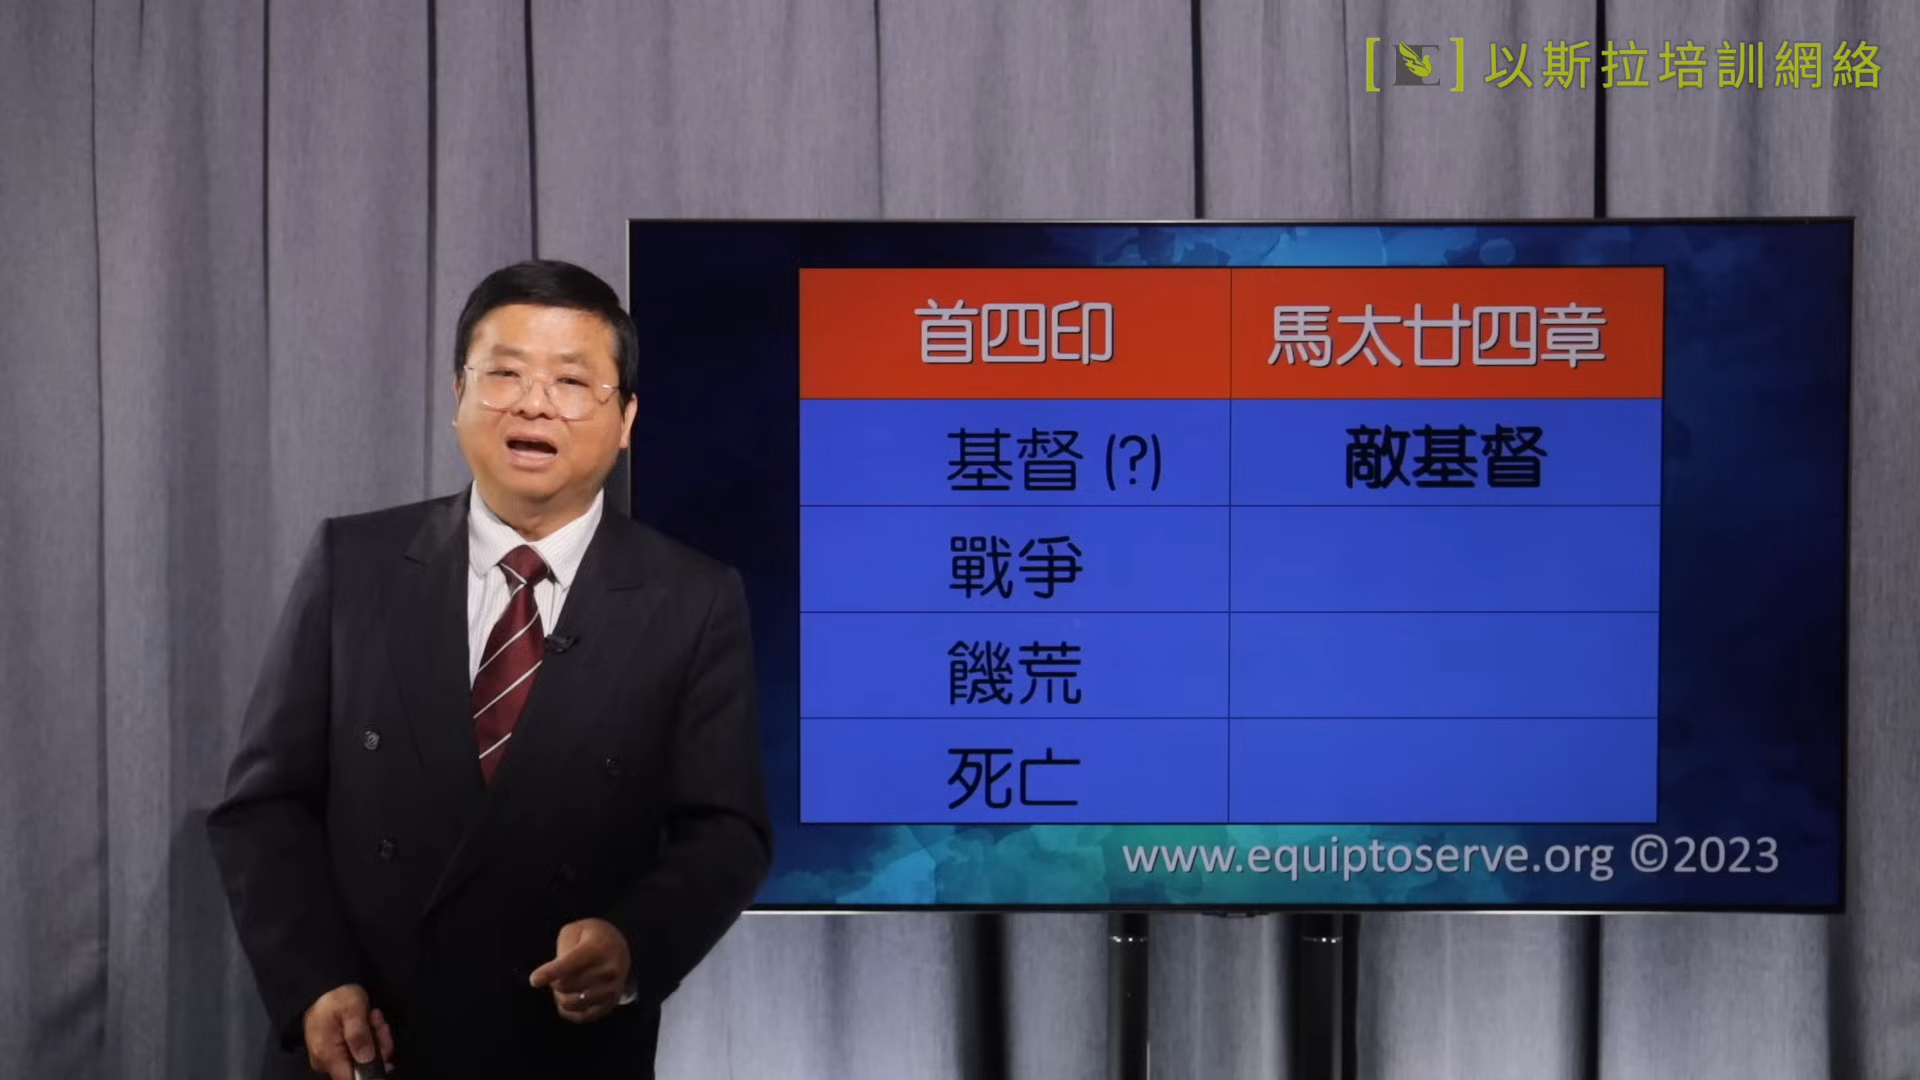 以斯拉培訓網絡
首四印 馬太廿四章
基督 (?) 敵基督
戰爭
饑荒
死亡
www.equiptoserve.org ©2023